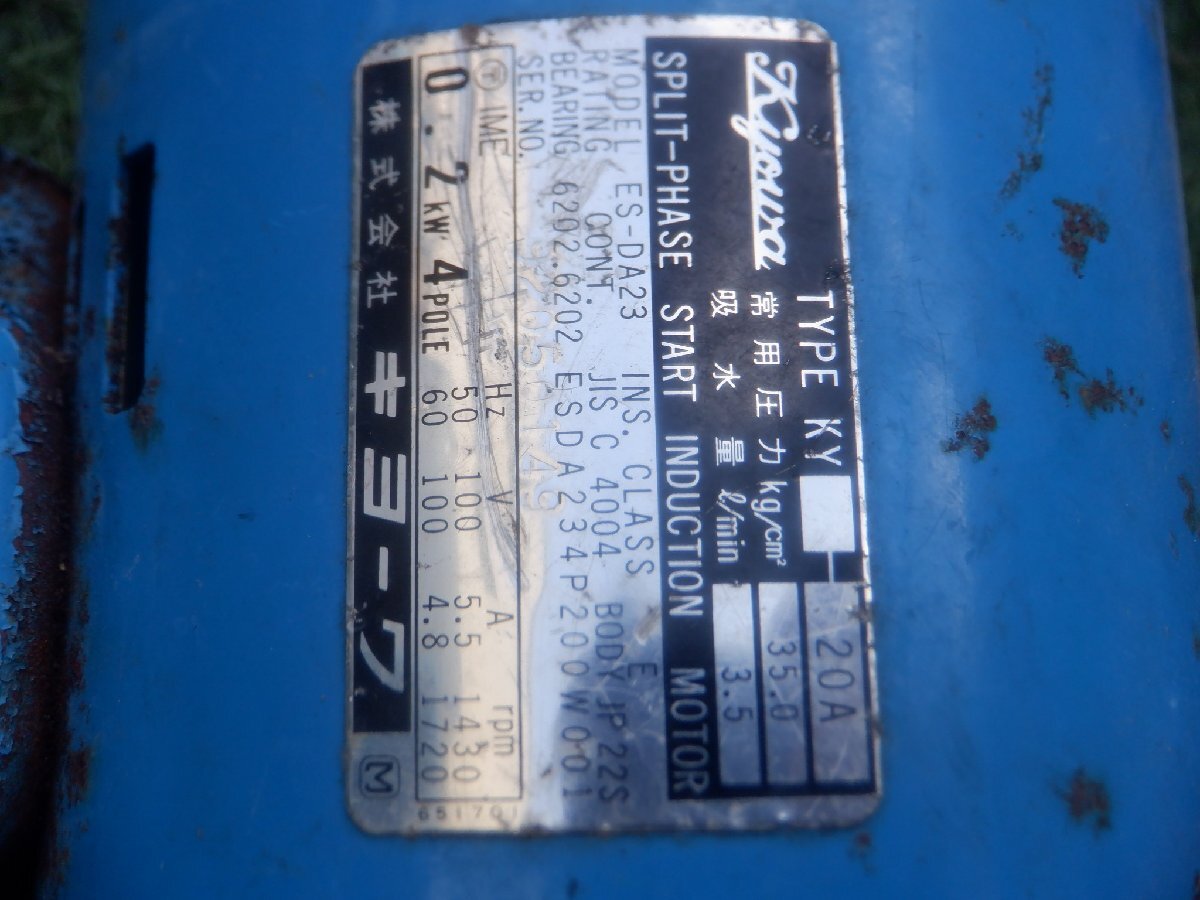 Kyowa TYPE KY - 20A
常用圧力 kg/cm² 35.0
吸水量 ℓ/min 3.5
SPLIT-PHASE START INDUCTION MOTOR
MODEL ES-DA23 INS. CLASS E
RATING CONT. JIS C 4004 BODY JP 22S
BEARING 6202.6202 ESDA234P200W001
SER. NO.
Ⓣ IME Hz V A rpm
0.2 kW 4 POLE 50 100 5.5 1430
60 100 4.8 1720
株式会社 キョーワ M